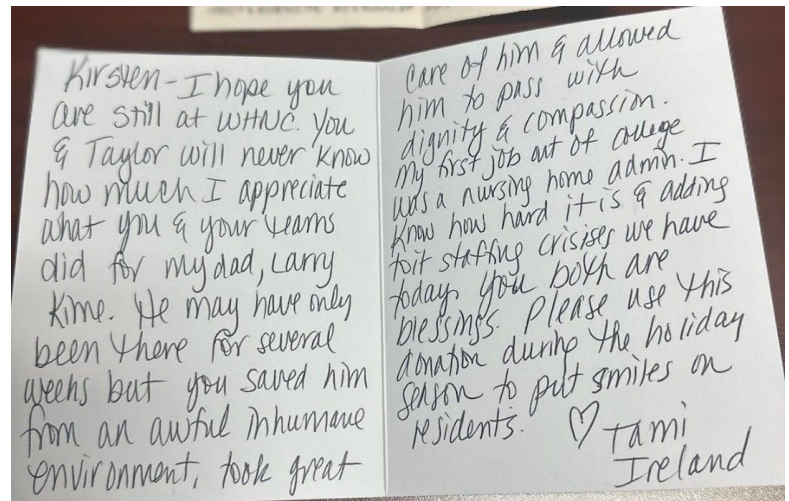 Kirsten - I hope you
are still at WHNC. You
& Taylor will never know
how much I appreciate
what you & your teams
did for my dad, Larry
Kime. He may have only
been there for several
weeks but you saved him
from an awful inhumane
environment, took great
care of him & allowed
him to pass with
dignity & compassion.
My first job out of college
was a nursing home admin. I
know how hard it is & adding
to it staffing crisises we have
today. You both are
blessings. Please use this
donation during the holiday
season to put smiles on
residents. ♡ Tami
Ireland